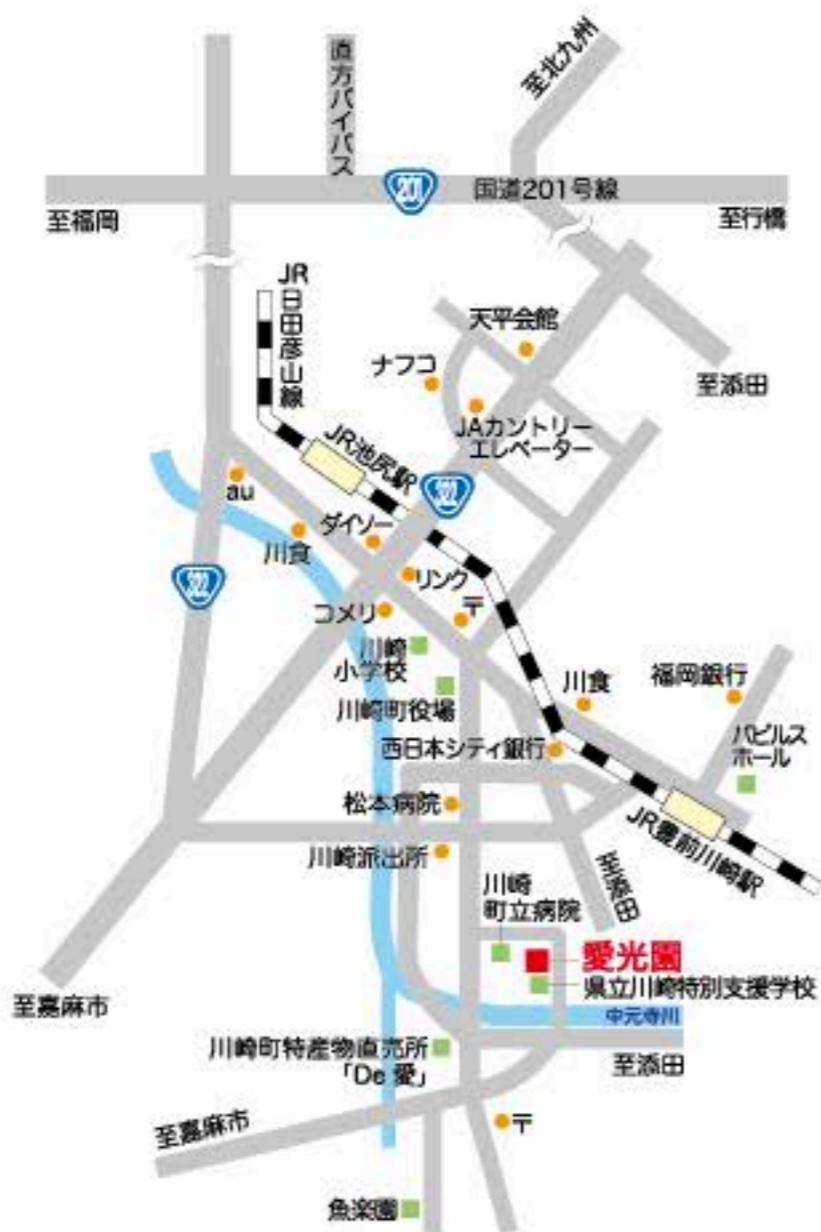 直方バイパス
至北九州
201
国道201号線
至福岡
至行橋
JR
日田彦山線
天平会館
ナフコ
至添田
JAカントリー
エレベーター
JR池尻駅
322
au
ダイソー
川食
322
リンク
コメリ
〒
川崎
小学校
川食
福岡銀行
川崎町役場
パピルス
ホール
西日本シティ銀行
松本病院
JR豊前川崎駅
川崎派出所
至添田
川崎
町立病院
愛光園
県立川崎特別支援学校
中元寺川
川崎町特産物直売所
「De 愛」
至添田
至嘉麻市
至嘉麻市
〒
魚楽園